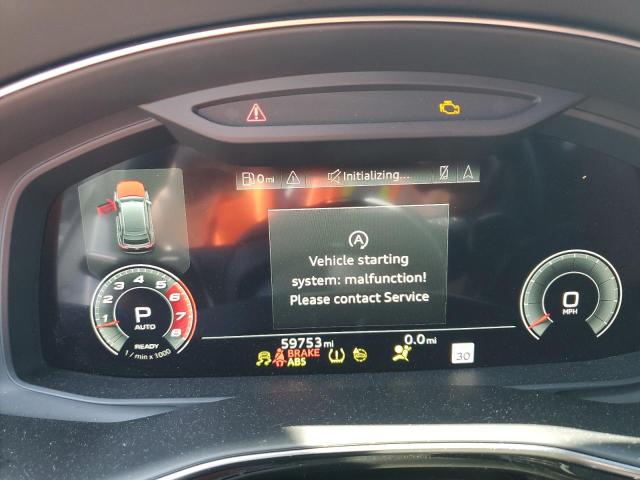 0mi
Initializing...
Vehicle starting
system: malfunction!
Please contact Service
1 2 3 4 5 6 7 8
P
AUTO
READY
1 / min x 1000
0
MPH
59753mi
0.0mi
BRAKE
ABS
30